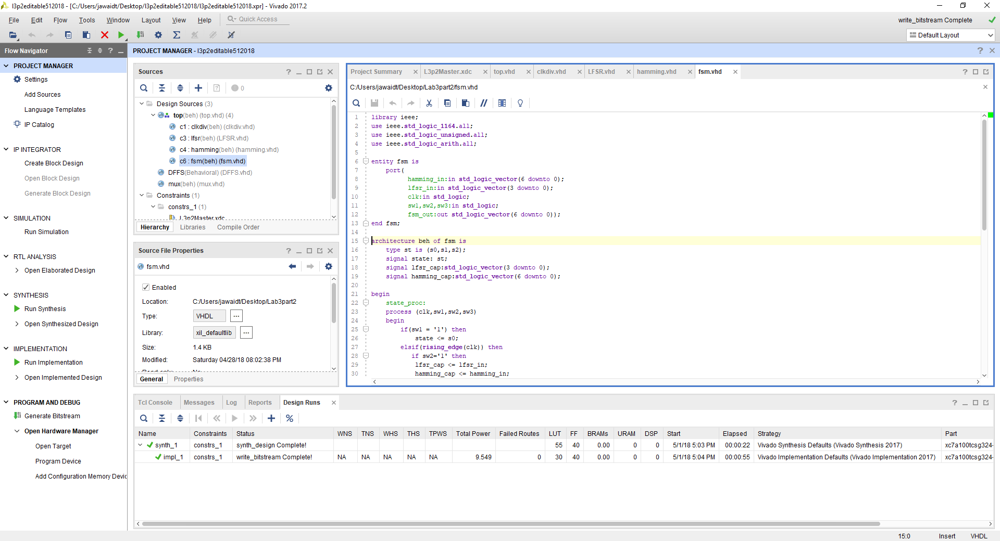 l3p2editable512018 - [C:/Users/jawaidt/Desktop/l3p2editable512018/l3p2editable512018.xpr] - Vivado 2017.2
File Edit Flow Tools Window Layout View Help Quick Access
write_bitstream Complete
Default Layout
Flow Navigator
PROJECT MANAGER - l3p2editable512018
PROJECT MANAGER
Settings
Add Sources
Language Templates
IP Catalog
IP INTEGRATOR
Create Block Design
Open Block Design
Generate Block Design
SIMULATION
Run Simulation
RTL ANALYSIS
Open Elaborated Design
SYNTHESIS
Run Synthesis
Open Synthesized Design
IMPLEMENTATION
Run Implementation
Open Implemented Design
PROGRAM AND DEBUG
Generate Bitstream
Open Hardware Manager
Open Target
Program Device
Add Configuration Memory Devic
Sources
0
Design Sources (3)
top(beh) (top.vhd) (4)
c1 : clkdiv(beh) (clkdiv.vhd)
c3 : lfsr(beh) (LFSR.vhd)
c4 : hamming(beh) (hamming.vhd)
c6 : fsm(beh) (fsm.vhd)
DFFS(Behavioral) (DFFS.vhd)
mux(beh) (mux.vhd)
Constraints (1)
constrs_1 (1)
L3p2Master.xdc
Hierarchy Libraries Compile Order
Source File Properties
fsm.vhd
Enabled
Location: C:/Users/jawaidt/Desktop/Lab3part2
Type: VHDL ...
Library: xil_defaultlib ...
Size: 1.4 KB
Modified: Saturday 04/28/18 08:02:38 PM
General Properties
Project Summary L3p2Master.xdc top.vhd clkdiv.vhd LFSR.vhd hamming.vhd fsm.vhd
C:/Users/jawaidt/Desktop/Lab3part2/fsm.vhd
1 library ieee;
2 use ieee.std_logic_1164.all;
3 use ieee.std_logic_unsigned.all;
4 use ieee.std_logic_arith.all;
5
6 entity fsm is
7 port(
8 hamming_in:in std_logic_vector(6 downto 0);
9 lfsr_in:in std_logic_vector(3 downto 0);
10 clk:in std_logic;
11 sw1,sw2,sw3:in std_logic;
12 fsm_out:out std_logic_vector(6 downto 0));
13 end fsm;
14
15 architecture beh of fsm is
16 type st is (s0,s1,s2);
17 signal state: st;
18 signal lfsr_cap:std_logic_vector(3 downto 0);
19 signal hamming_cap:std_logic_vector(6 downto 0);
20
21 begin
22 state_proc:
23 process (clk,sw1,sw2,sw3)
24 begin
25 if(sw1 = '1') then
26 state <= s0;
27 elsif(rising_edge(clk)) then
28 if sw2='1' then
29 lfsr_cap <= lfsr_in;
30 hamming_cap <= hamming_in;
Tcl Console Messages Log Reports Design Runs
Name Constraints Status WNS TNS WHS THS TPWS Total Power Failed Routes LUT FF BRAMs URAM DSP Start Elapsed Strategy Part
synth_1 constrs_1 synth_design Complete! 55 40 0.00 0 0 5/1/18 5:03 PM 00:00:22 Vivado Synthesis Defaults (Vivado Synthesis 2017) xc7a100tcsg324-
impl_1 constrs_1 write_bitstream Complete! NA NA NA NA NA 9.549 0 30 40 0.00 0 0 5/1/18 5:04 PM 00:00:55 Vivado Implementation Defaults (Vivado Implementation 2017) xc7a100tcsg324-
15:0 Insert VHDL